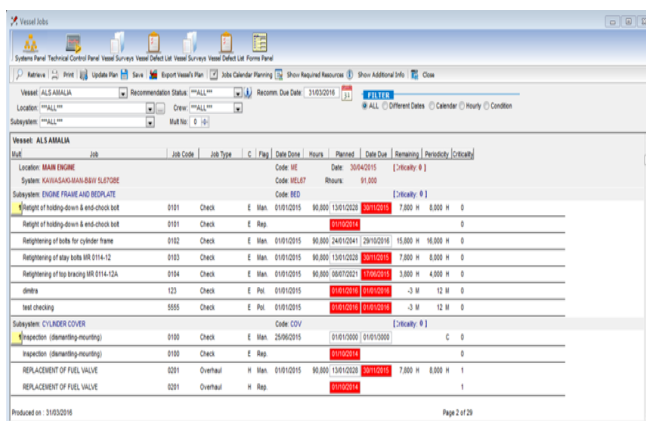 Vessel Jobs
Systems Panel Technical Control Panel Vessel Surveys Vessel Defect List Vessel Surveys Vessel Defect List Forms Panel
Retrieve Print Update Plan Save Export Vessel's Plan Jobs Calendar Planning Show Required Resources Show Additional Info Close
Vessel: ALS AMALIA Recommendation Status: ***ALL*** Recomm. Due Date: 31/03/2016 FILTER
Location: ***ALL*** Crew: ***ALL*** ALL Different Dates Calendar Hourly Condition
Subsystem: ***ALL*** Mult No: 0
Vessel: ALS AMALIA
Mult Job Job Code Job Type C Flag Date Done Hours Planned Date Due Remaining Periodicity Criticality
Location: MAIN ENGINE Code: ME Date: 30/04/2015 [Criticality: 0 ]
System: KAWASAKI-MAN-B&W 5L67GBE Code: MEL67 Rhours: 91,000
Subsystem: ENGINE FRAME AND BEDPLATE Code: BED [Criticality: 0 ]
1 Retight of holding-down & end-chock bolt 0101 Check E Man. 01/01/2015 90,800 13/01/2028 30/11/2015 7,800 H 8,000 H 0
Retight of holding-down & end-chock bolt 0101 Check E Rep. 01/10/2014 0
Retightening of bolts for cylinder frame 0102 Check E Man. 01/01/2015 90,800 24/01/2041 29/10/2016 15,800 H 16,000 H 0
Retightening of stay bolts MR 0114-12 0103 Check E Man. 01/01/2015 90,800 13/01/2028 30/11/2015 7,800 H 8,000 H 0
Retightening of top bracing MR 0114-12A 0104 Check E Man. 01/01/2015 90,800 08/07/2021 17/06/2015 3,800 H 4,000 H 0
dimitra 123 Check E Pol. 01/01/2015 01/01/2016 01/01/2016 -3 M 12 M 0
test checking 5555 Check E Pol. 01/01/2015 01/01/2016 01/01/2016 -3 M 12 M 0
Subsystem: CYLINDER COVER Code: COV [Criticality: 0 ]
1 Inspection (dismantling-mounting) 0100 Check E Man. 25/06/2015 01/01/3000 01/01/3000 C 0
Inspection (dismantling-mounting) 0100 Check E Rep. 01/10/2014 0
REPLACEMENT OF FUEL VALVE 0201 Overhaul H Man. 01/01/2015 90,800 13/01/2028 30/11/2015 7,800 H 8,000 H 1
REPLACEMENT OF FUEL VALVE 0201 Overhaul H Rep. 01/10/2014 1
Produced on : 31/03/2016 Page 2 of 29